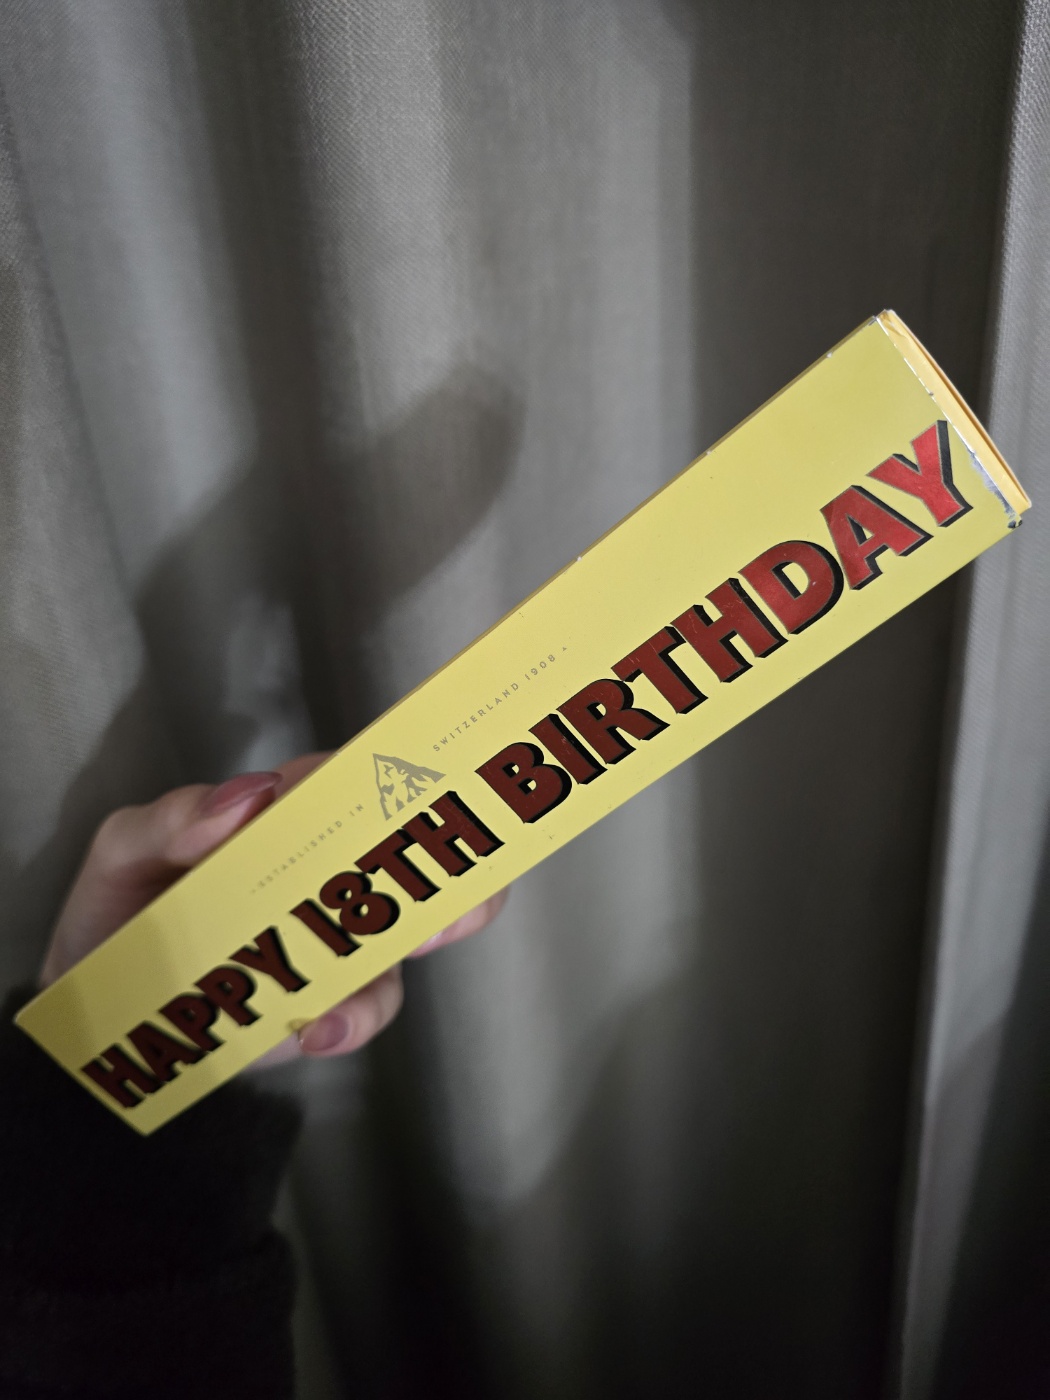 ESTABLISHED IN SWITZERLAND 1908
HAPPY 18TH BIRTHDAY